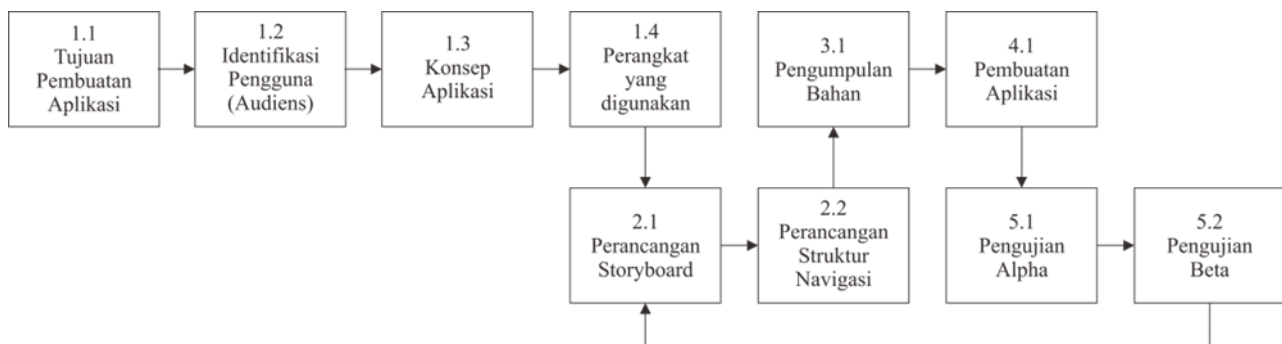 1.1
Tujuan
Pembuatan
Aplikasi
1.2
Identifikasi
Pengguna
(Audiens)
1.3
Konsep
Aplikasi
1.4
Perangkat
yang
digunakan
3.1
Pengumpulan
Bahan
4.1
Pembuatan
Aplikasi
2.1
Perancangan
Storyboard
2.2
Perancangan
Struktur
Navigasi
5.1
Pengujian
Alpha
5.2
Pengujian
Beta